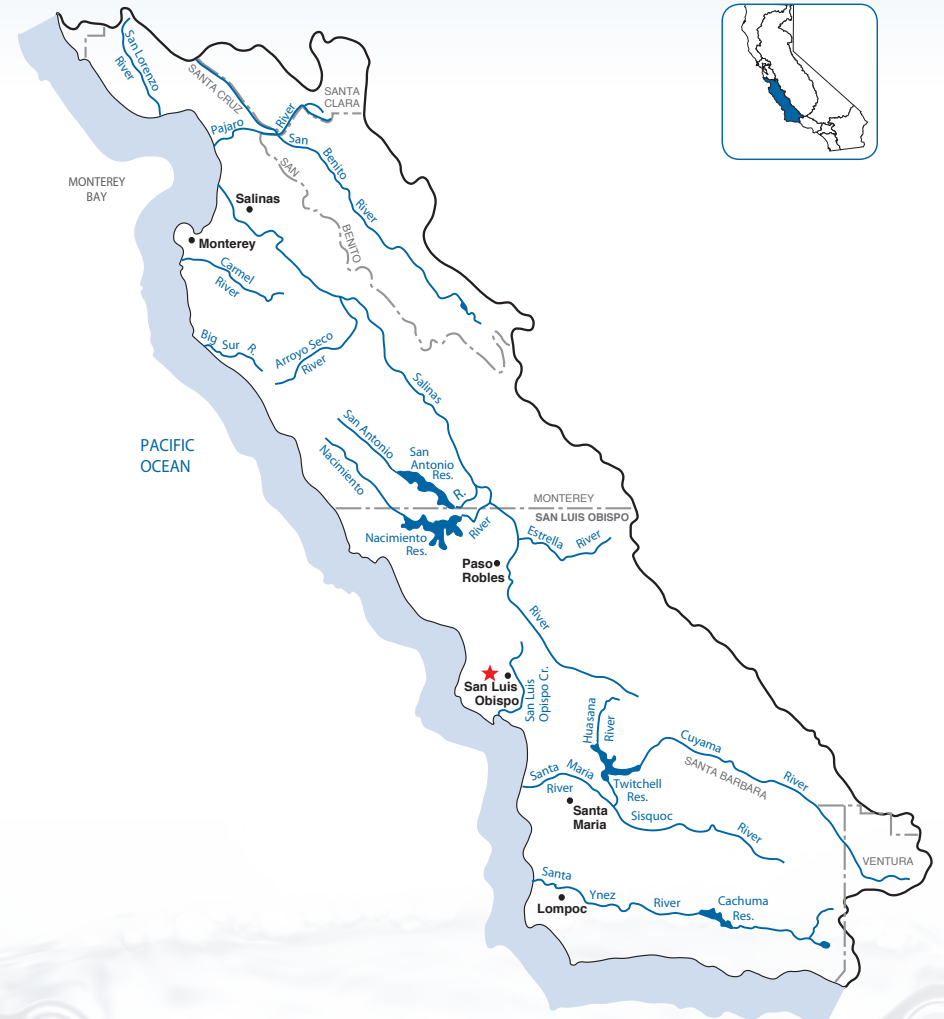 San Lorenzo
River
SANTA CRUZ
SANTA
CLARA
Pajaro
River
San
Benito
River
SAN
BENITO
MONTEREY
BAY
Salinas
Monterey
Carmel
River
Big Sur R.
Arroyo Seco
River
Salinas
PACIFIC
OCEAN
San Antonio
San
Antonio
Res.
R.
Nacimiento
Nacimiento
Res.
River
MONTEREY
SAN LUIS OBISPO
Estrella River
Paso
Robles
River
San Luis
Obispo
San Luis
Opispo Cr.
Huasana
River
Cuyama
River
SANTA BARBARA
Santa Maria
River
Twitchell
Res.
Santa
Maria
Sisquoc
River
VENTURA
Santa
Ynez
River
Cachuma
Res.
Lompoc